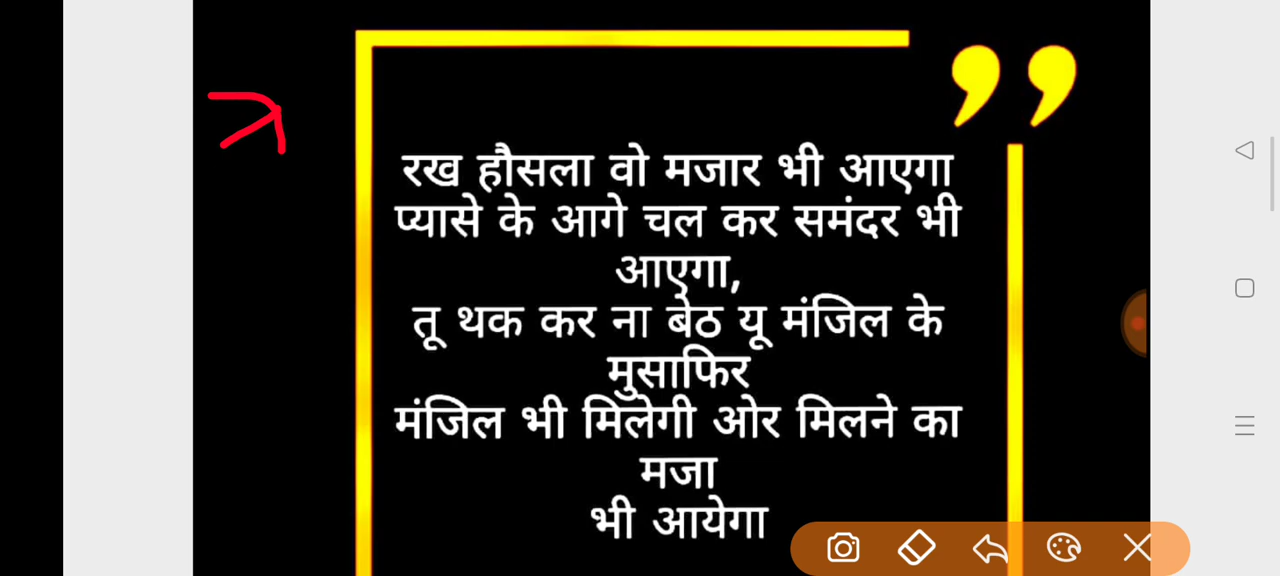 रख हौसला वो मजार भी आएगा
प्यासे के आगे चल कर समंदर भी
आएगा,
तू थक कर ना बेठ यू मंजिल के
मुसाफिर
मंजिल भी मिलेगी ओर मिलने का
मजा
भी आयेगा